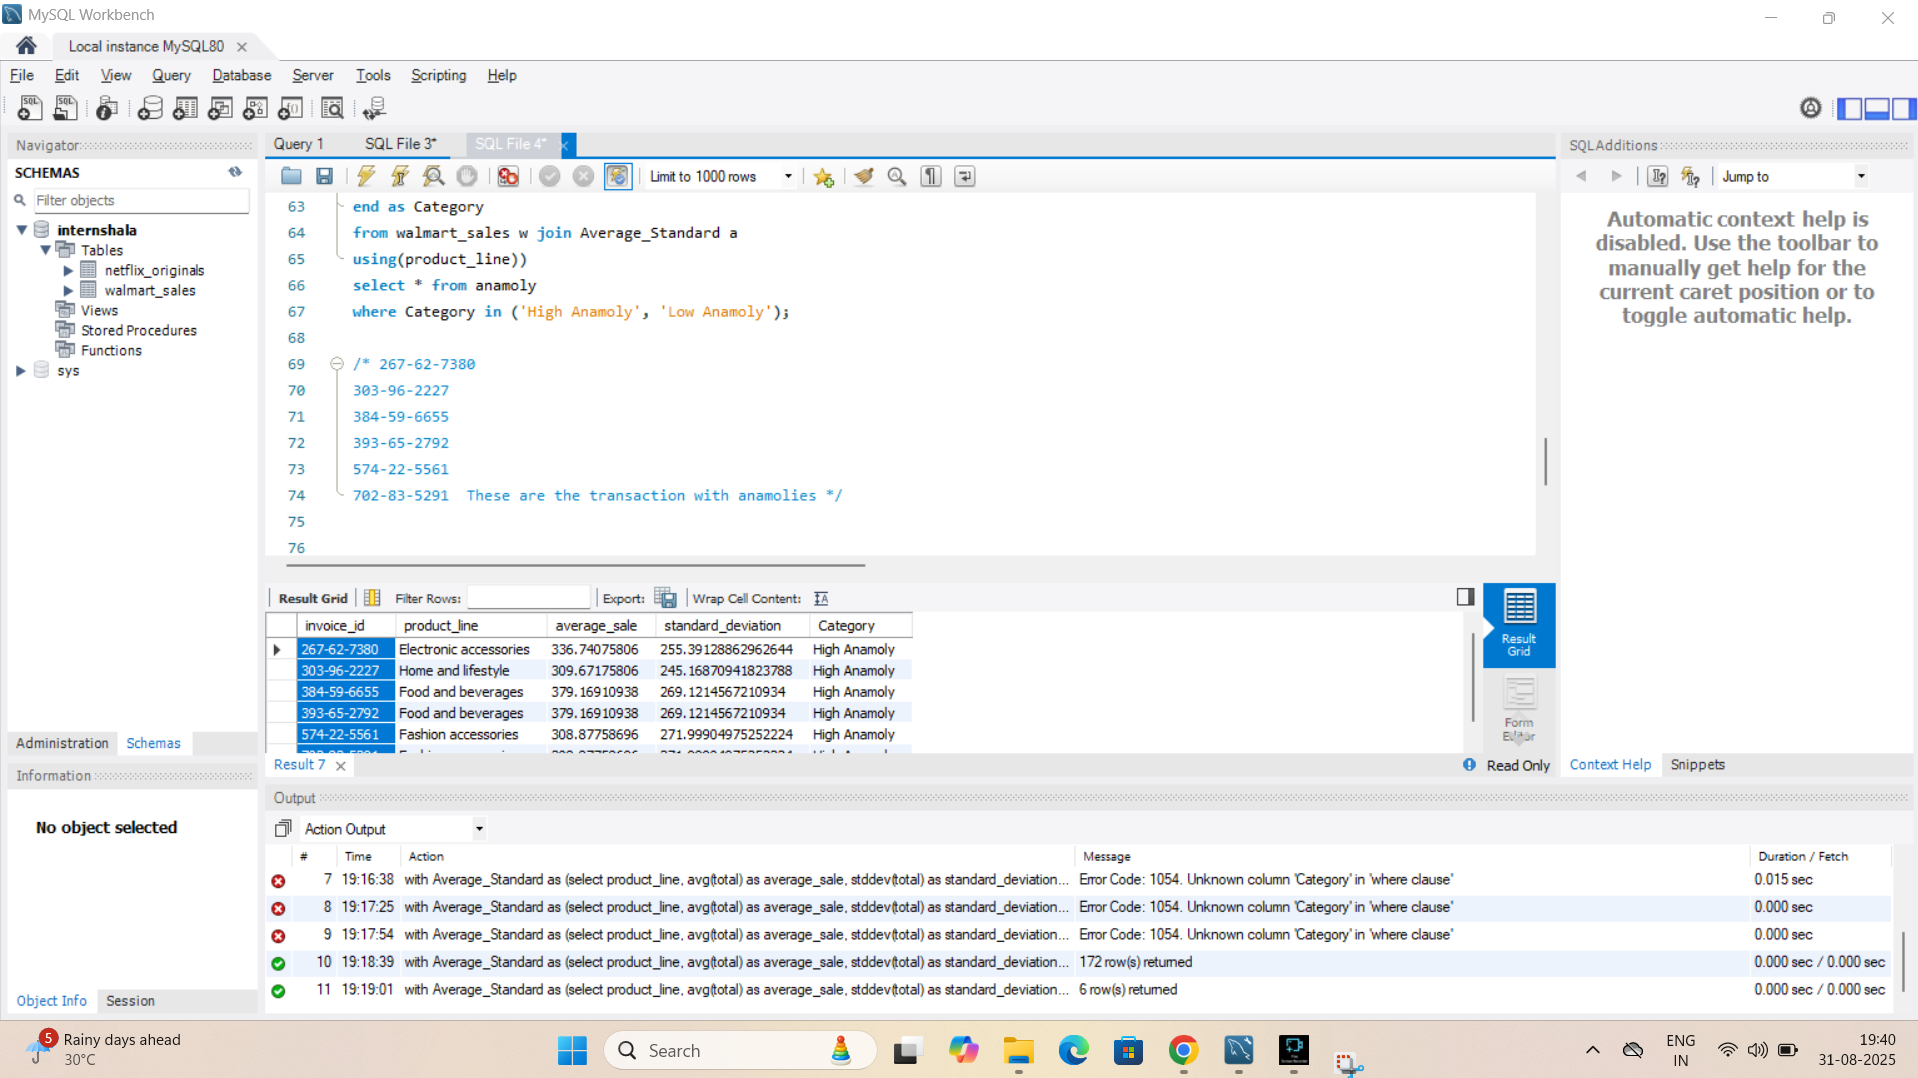 MySQL Workbench
Local instance MySQL80
File Edit View Query Database Server Tools Scripting Help
Navigator
SCHEMAS
Filter objects
internshala
Tables
netflix_originals
walmart_sales
Views
Stored Procedures
Functions
sys
Administration Schemas
Information
No object selected
Object Info Session
Query 1 SQL File 3* SQL File 4*
Limit to 1000 rows
63 end as Category
64 from walmart_sales w join Average_Standard a
65 using(product_line))
66 select * from anamoly
67 where Category in ('High Anamoly', 'Low Anamoly');
68
69 /* 267-62-7380
70 303-96-2227
71 384-59-6655
72 393-65-2792
73 574-22-5561
74 702-83-5291  These are the transaction with anamolies */
75
76
Result Grid Filter Rows: Export: Wrap Cell Content:
invoice_id product_line average_sale standard_deviation Category
267-62-7380 Electronic accessories 336.74075806 255.39128862962644 High Anamoly
303-96-2227 Home and lifestyle 309.67175806 245.16870941823788 High Anamoly
384-59-6655 Food and beverages 379.16910938 269.1214567210934 High Anamoly
393-65-2792 Food and beverages 379.16910938 269.1214567210934 High Anamoly
574-22-5561 Fashion accessories 308.87758696 271.99904975252224 High Anamoly
Result Grid
Form Editor
Result 7
Read Only
SQLAdditions
Jump to
Automatic context help is
disabled. Use the toolbar to
manually get help for the
current caret position or to
toggle automatic help.
Context Help Snippets
Output
Action Output
# Time Action Message Duration / Fetch
7 19:16:38 with Average_Standard as (select product_line, avg(total) as average_sale, stddev(total) as standard_deviation... Error Code: 1054. Unknown column 'Category' in 'where clause' 0.015 sec
8 19:17:25 with Average_Standard as (select product_line, avg(total) as average_sale, stddev(total) as standard_deviation... Error Code: 1054. Unknown column 'Category' in 'where clause' 0.000 sec
9 19:17:54 with Average_Standard as (select product_line, avg(total) as average_sale, stddev(total) as standard_deviation... Error Code: 1054. Unknown column 'Category' in 'where clause' 0.000 sec
10 19:18:39 with Average_Standard as (select product_line, avg(total) as average_sale, stddev(total) as standard_deviation... 172 row(s) returned 0.000 sec / 0.000 sec
11 19:19:01 with Average_Standard as (select product_line, avg(total) as average_sale, stddev(total) as standard_deviation... 6 row(s) returned 0.000 sec / 0.000 sec
5
Rainy days ahead
30°C
Search
ENG
IN
19:40
31-08-2025